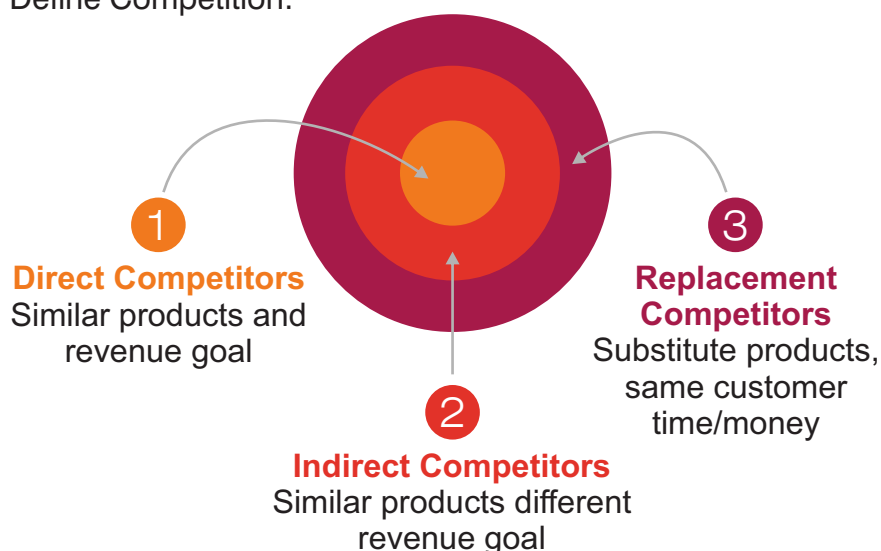 Define Competition:
1
Direct Competitors
Similar products and
revenue goal
2
Indirect Competitors
Similar products different
revenue goal
3
Replacement
Competitors
Substitute products,
same customer
time/money